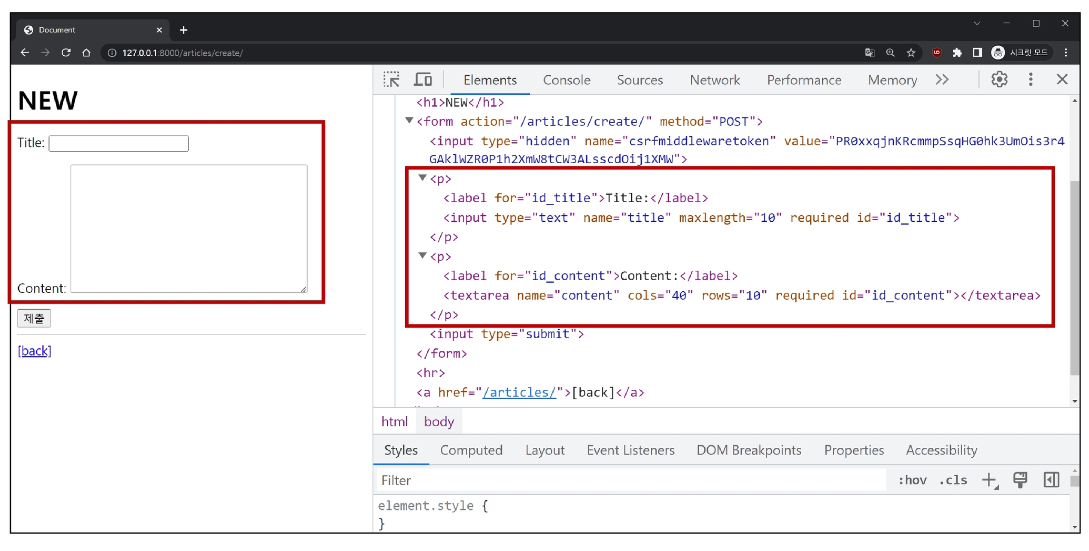 Document
127.0.0.1:8000/articles/create/
시크릿 모드
NEW
Title:
Content:
제출
[back]
Elements Console Sources Network Performance Memory
<h1>NEW</h1>
<form action="/articles/create/" method="POST">
<input type="hidden" name="csrfmiddlewaretoken" value="PR0xxqjnKRcmmpSsqHG0hk3UmOis3r4
GAklWZR0P1h2XmW8tCW3ALsscdOij1XMW">
<p>
<label for="id_title">Title:</label>
<input type="text" name="title" maxlength="10" required id="id_title">
</p>
<p>
<label for="id_content">Content:</label>
<textarea name="content" cols="40" rows="10" required id="id_content"></textarea>
</p>
<input type="submit">
</form>
<hr>
<a href="/articles/">[back]</a>
html body
Styles Computed Layout Event Listeners DOM Breakpoints Properties Accessibility
Filter :hov .cls
element.style {
}